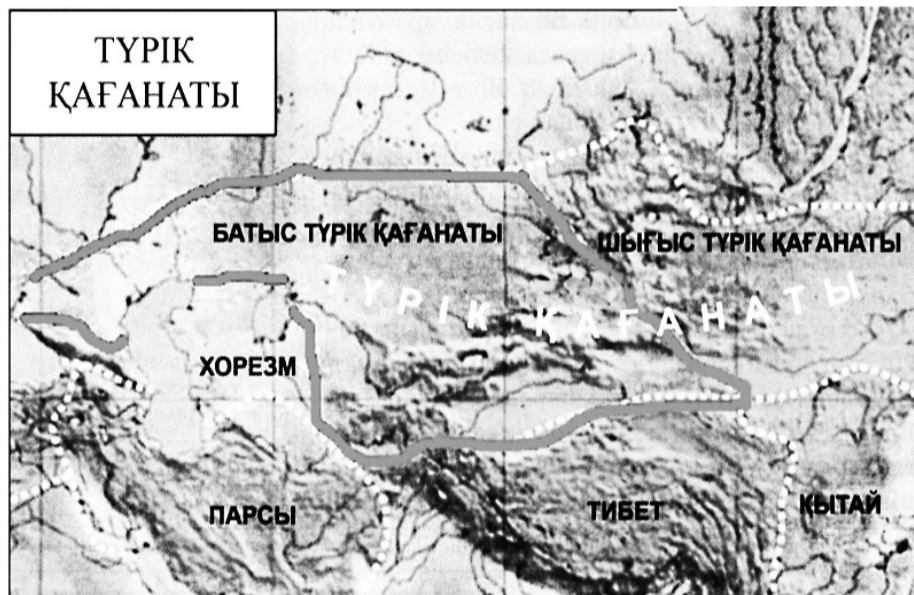 ТҮРІК
ҚАҒАНАТЫ
БАТЫС ТҮРІК ҚАҒАНАТЫ
ШЫҒЫС ТҮРІК ҚАҒАНАТЫ
ТҮРІК ҚАҒАНАТЫ
ХОРЕЗМ
ПАРСЫ
ТИБЕТ
ҚЫТАЙ